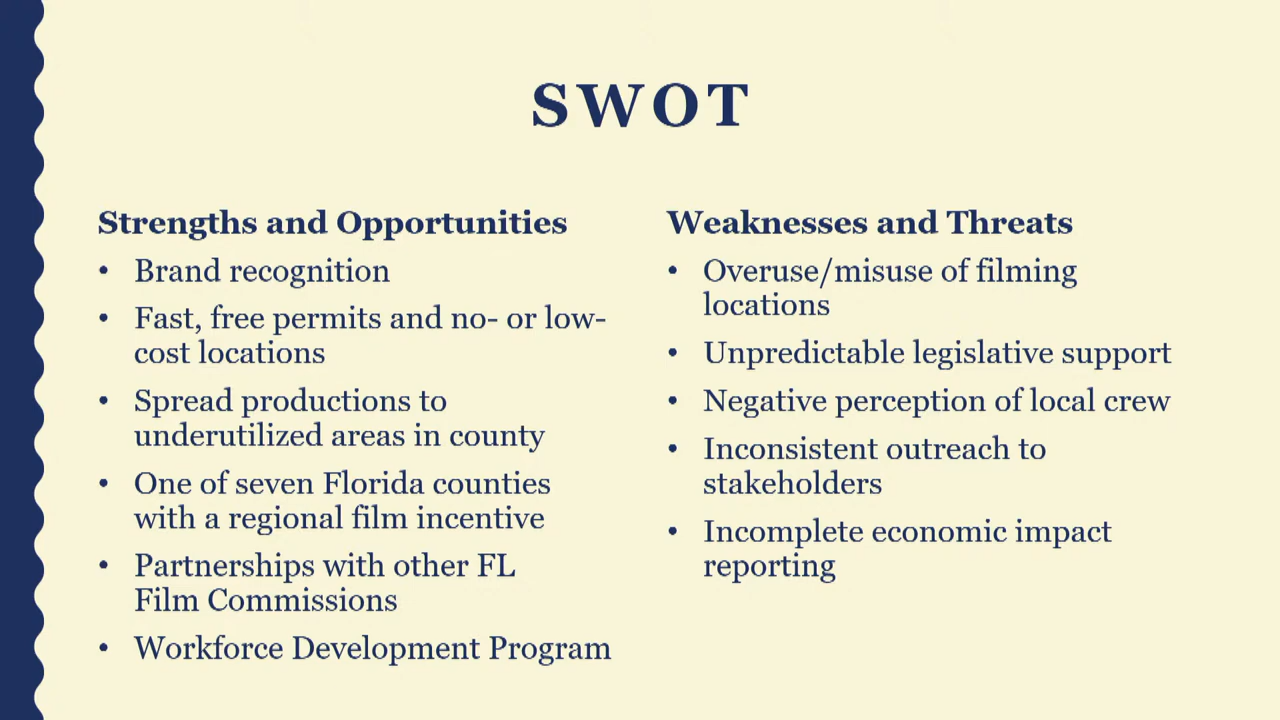 SWOT
Strengths and Opportunities
• Brand recognition
• Fast, free permits and no- or low-
cost locations
• Spread productions to
underutilized areas in county
• One of seven Florida counties
with a regional film incentive
• Partnerships with other FL
Film Commissions
• Workforce Development Program
Weaknesses and Threats
• Overuse/misuse of filming
locations
• Unpredictable legislative support
• Negative perception of local crew
• Inconsistent outreach to
stakeholders
• Incomplete economic impact
reporting